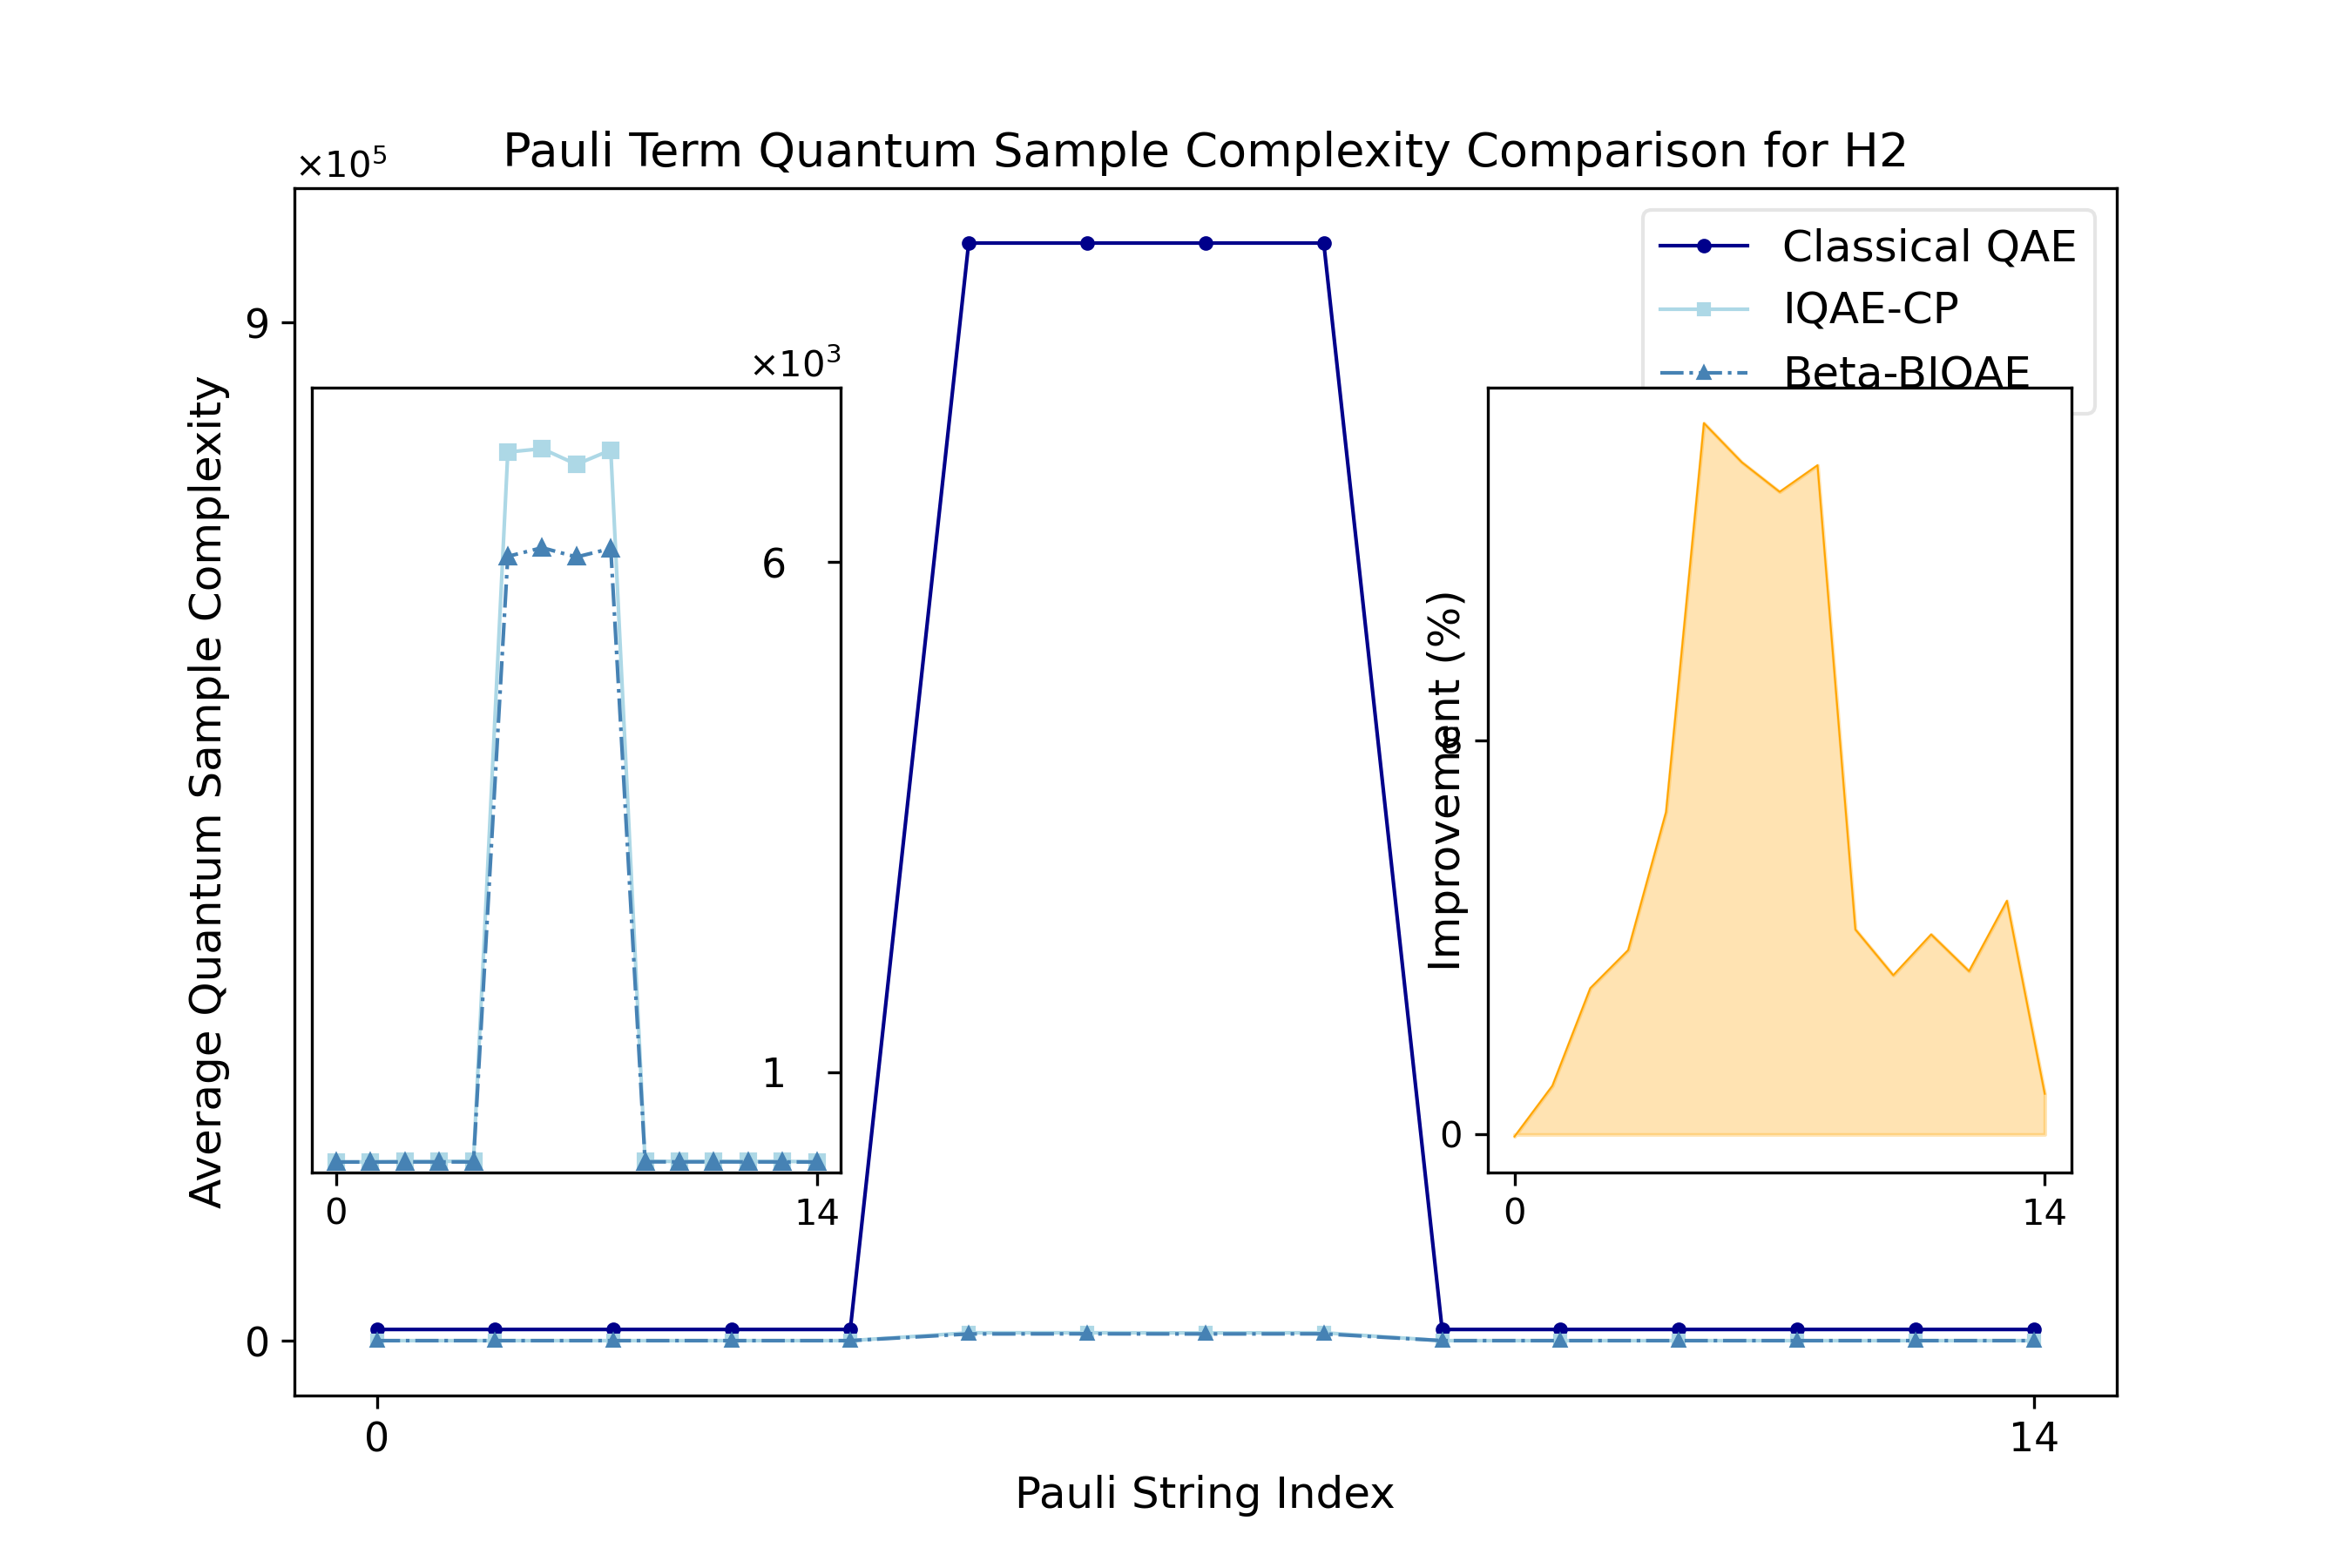 Pauli Term Quantum Sample Complexity Comparison for H2
×10⁵
Classical QAE
IQAE-CP
Beta-BIQAE
9
0
Average Quantum Sample Complexity
×10³
6
1
0
14
Improvement (%)
8
0
0
14
0
14
Pauli String Index